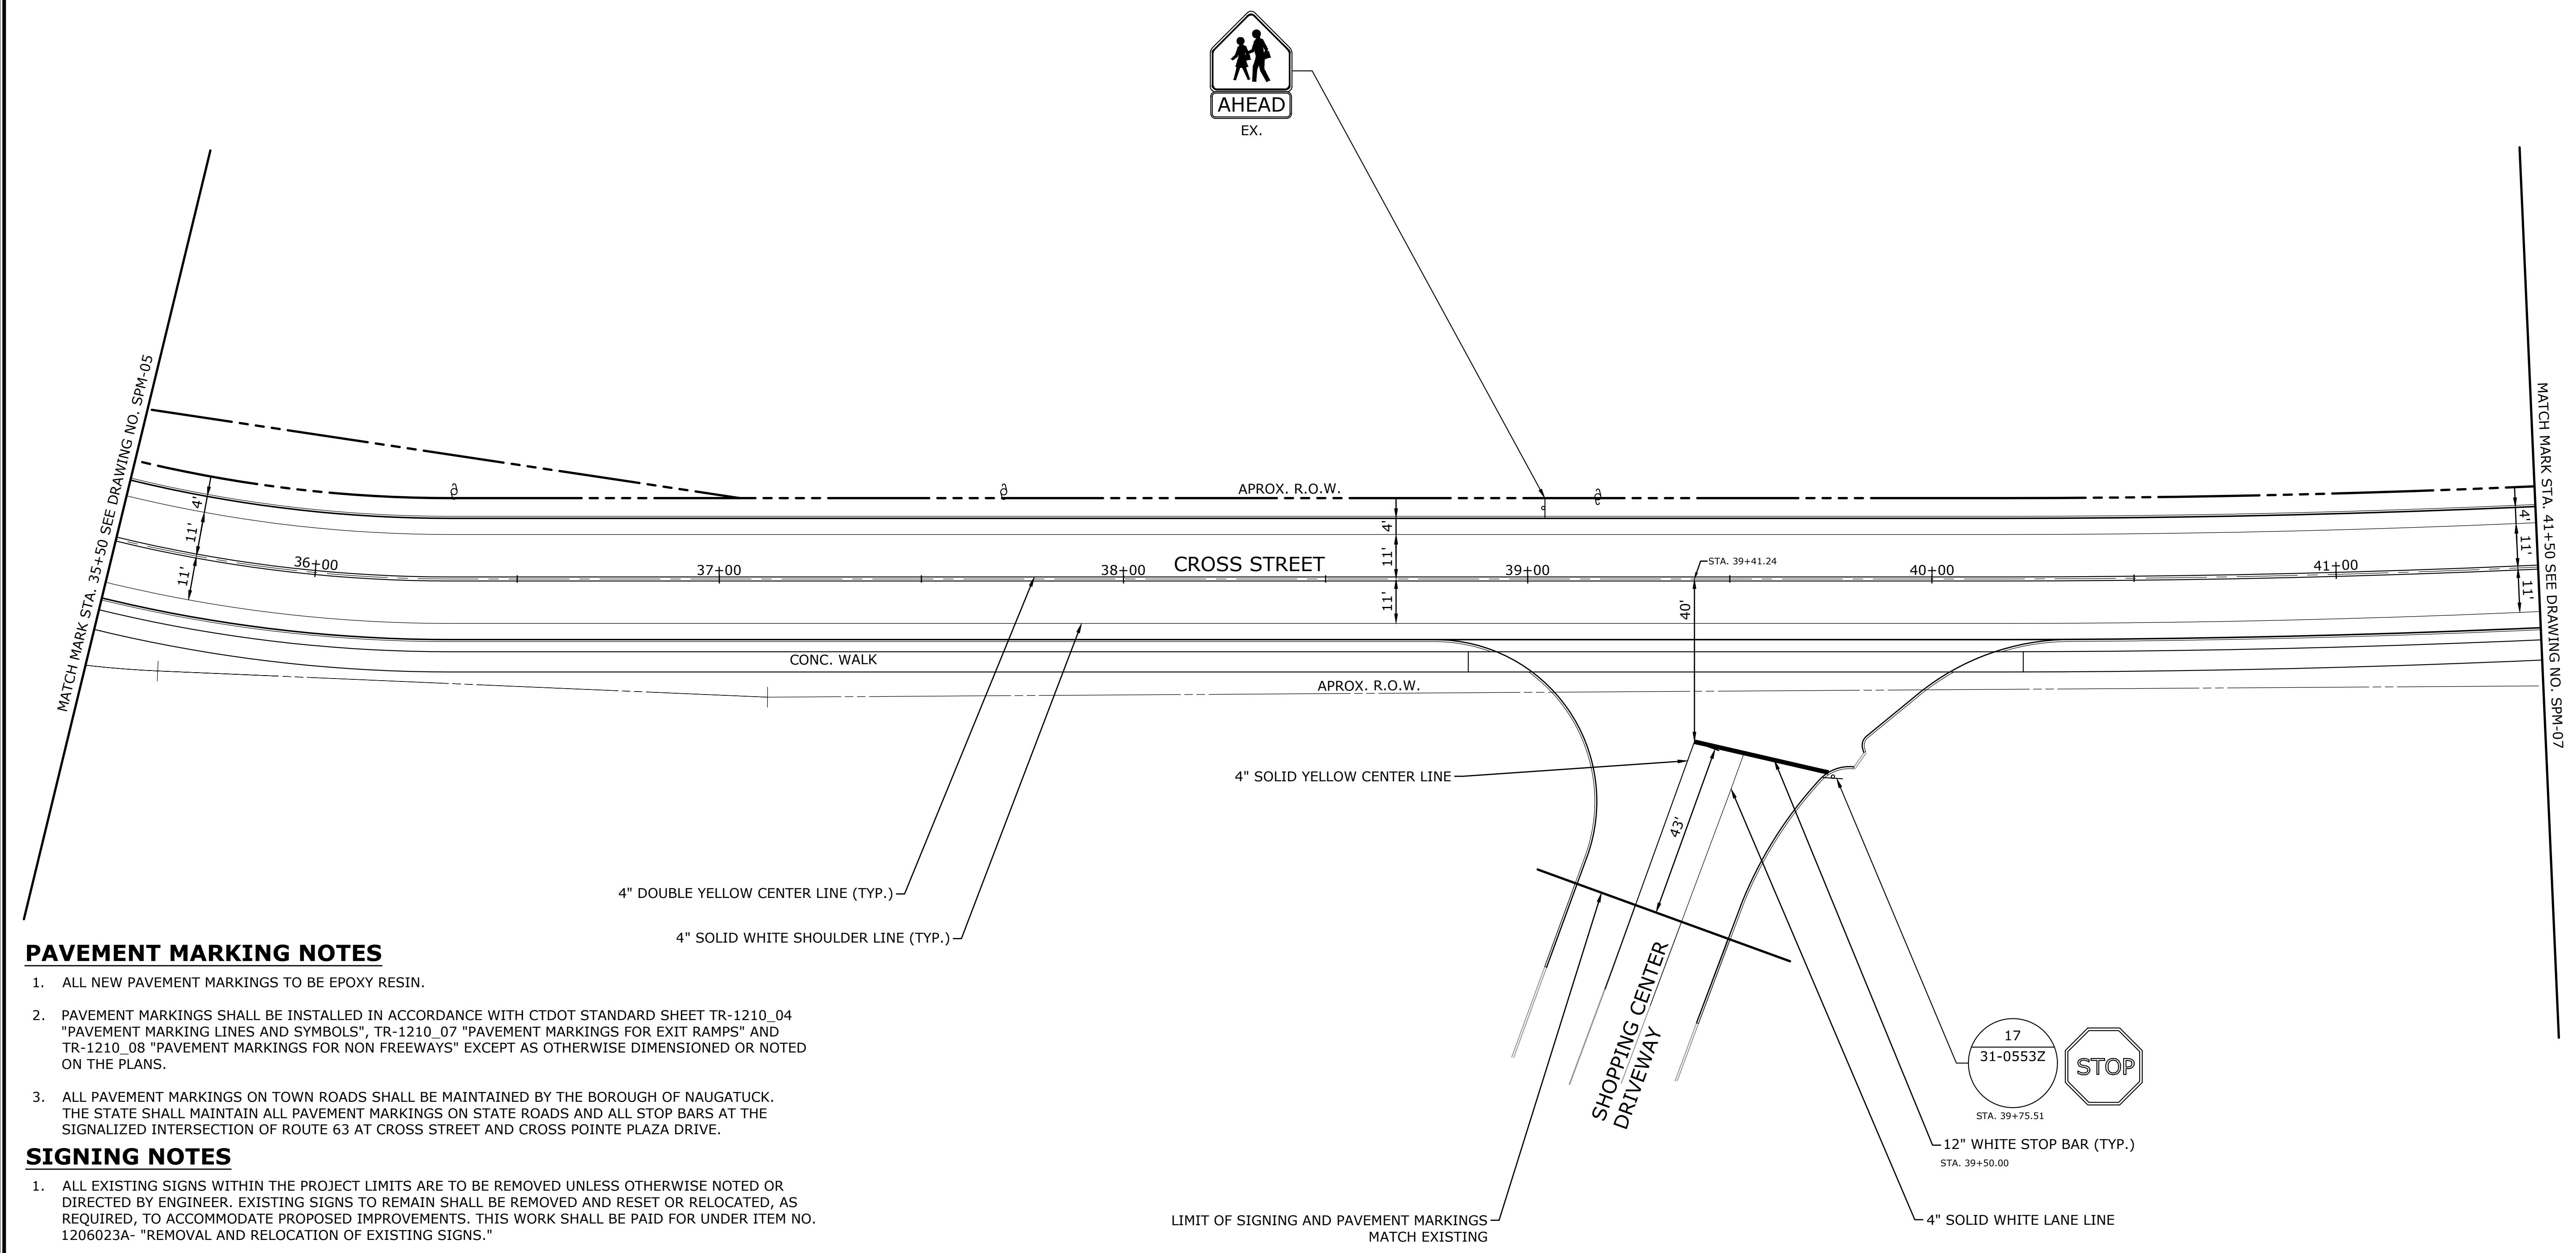 AHEAD
EX.
MATCH MARK STA. 35+50 SEE DRAWING NO. SPM-05
MATCH MARK STA. 41+50 SEE DRAWING NO. SPM-07
4'
11'
11'
36+00
37+00
38+00
CROSS STREET
APROX. R.O.W.
4'
11'
11'
39+00
STA. 39+41.24
40'
40+00
41+00
4'
11'
11'
CONC. WALK
APROX. R.O.W.
4" SOLID YELLOW CENTER LINE
43'
4" DOUBLE YELLOW CENTER LINE (TYP.)
4" SOLID WHITE SHOULDER LINE (TYP.)
SHOPPING CENTER
DRIVEWAY
17
31-0553Z
STOP
STA. 39+75.51
12" WHITE STOP BAR (TYP.)
STA. 39+50.00
4" SOLID WHITE LANE LINE
LIMIT OF SIGNING AND PAVEMENT MARKINGS
MATCH EXISTING
PAVEMENT MARKING NOTES
1. ALL NEW PAVEMENT MARKINGS TO BE EPOXY RESIN.
2. PAVEMENT MARKINGS SHALL BE INSTALLED IN ACCORDANCE WITH CTDOT STANDARD SHEET TR-1210_04
"PAVEMENT MARKING LINES AND SYMBOLS", TR-1210_07 "PAVEMENT MARKINGS FOR EXIT RAMPS" AND
TR-1210_08 "PAVEMENT MARKINGS FOR NON FREEWAYS" EXCEPT AS OTHERWISE DIMENSIONED OR NOTED
ON THE PLANS.
3. ALL PAVEMENT MARKINGS ON TOWN ROADS SHALL BE MAINTAINED BY THE BOROUGH OF NAUGATUCK.
THE STATE SHALL MAINTAIN ALL PAVEMENT MARKINGS ON STATE ROADS AND ALL STOP BARS AT THE
SIGNALIZED INTERSECTION OF ROUTE 63 AT CROSS STREET AND CROSS POINTE PLAZA DRIVE.
SIGNING NOTES
1. ALL EXISTING SIGNS WITHIN THE PROJECT LIMITS ARE TO BE REMOVED UNLESS OTHERWISE NOTED OR
DIRECTED BY ENGINEER. EXISTING SIGNS TO REMAIN SHALL BE REMOVED AND RESET OR RELOCATED, AS
REQUIRED, TO ACCOMMODATE PROPOSED IMPROVEMENTS. THIS WORK SHALL BE PAID FOR UNDER ITEM NO.
1206023A- "REMOVAL AND RELOCATION OF EXISTING SIGNS."